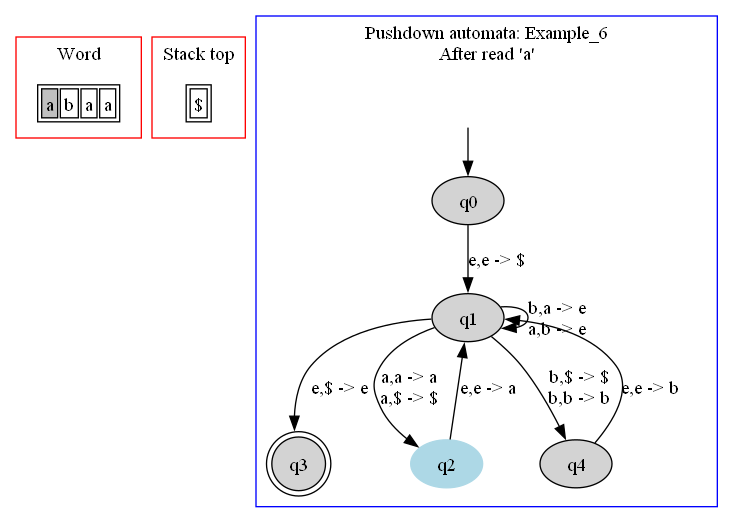 Word
a b a a
Stack top
$
Pushdown automata: Example_6
After read 'a'
q0
e,e -> $
q1
b,a -> e
a,b -> e
e,$ -> e
a,a -> a
a,$ -> $
e,e -> a
b,$ -> $
b,b -> b
e,e -> b
q3
q2
q4